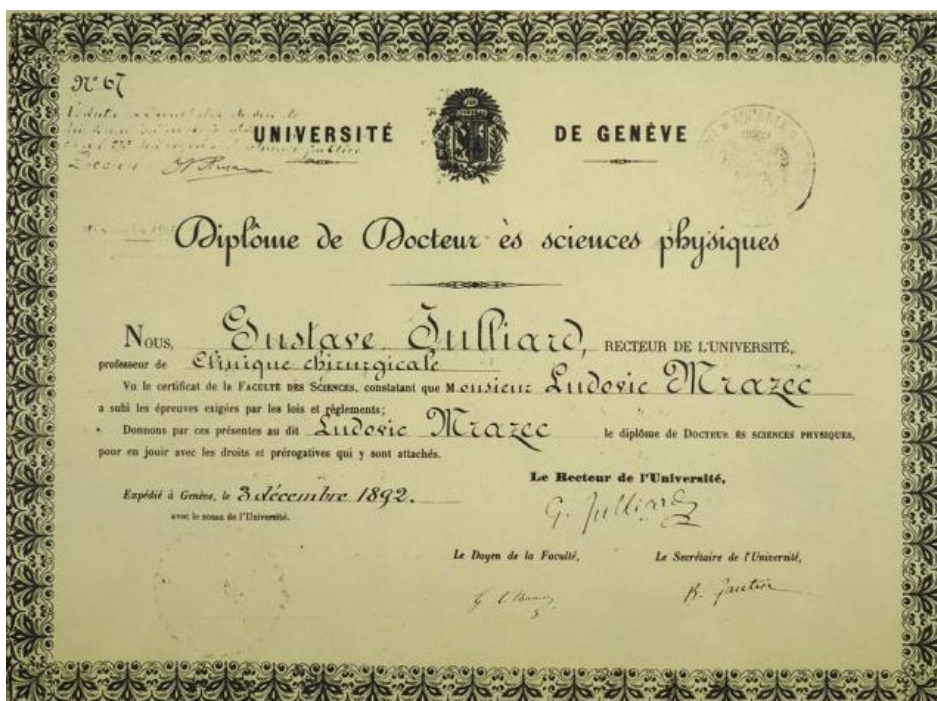 N° 67
UNIVERSITÉ DE GENÈVE
Diplôme de Docteur ès sciences physiques
NOUS, Gustave Julliard, RECTEUR DE L'UNIVERSITÉ,
professeur de Clinique chirurgicale
Vu le certificat de la FACULTÉ DES SCIENCES, constatant que Monsieur Ludovic Mrazec
a subi les épreuves exigées par les lois et règlements;
Donnons par ces présentes au dit Ludovic Mrazec le diplôme de DOCTEUR ÈS SCIENCES PHYSIQUES,
pour en jouir avec les droits et prérogatives qui y sont attachés.
Le Recteur de l'Université,
Expédié à Genève, le 3 décembre 1892.
G. Julliard
avec le sceau de l'Université.
Le Doyen de la Faculté, Le Secrétaire de l'Université,